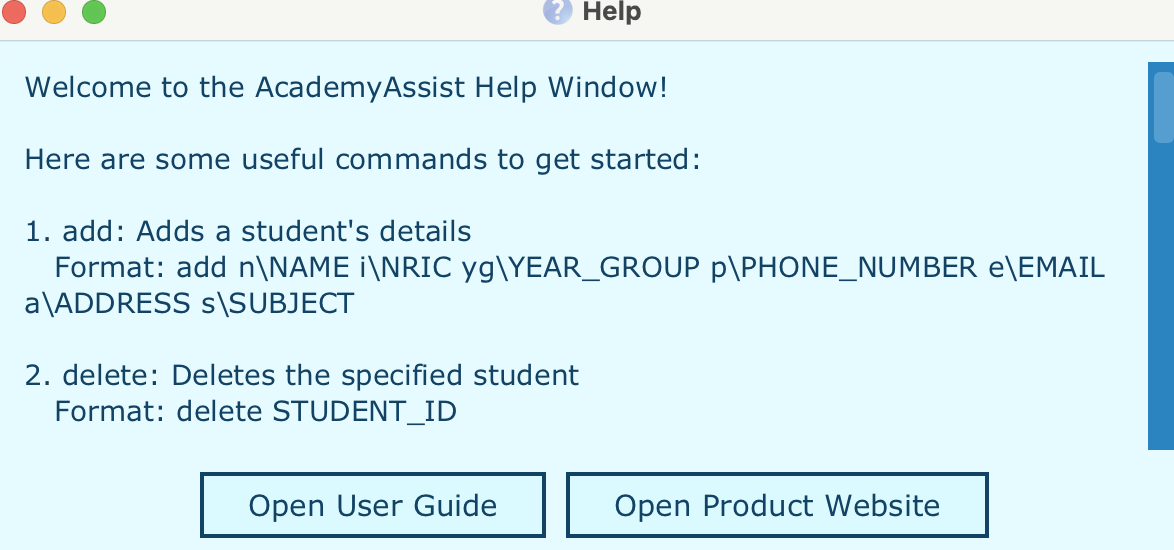 Help
Welcome to the AcademyAssist Help Window!
Here are some useful commands to get started:
1. add: Adds a student's details
Format: add n\NAME i\NRIC yg\YEAR_GROUP p\PHONE_NUMBER e\EMAIL
a\ADDRESS s\SUBJECT
2. delete: Deletes the specified student
Format: delete STUDENT_ID
Open User Guide
Open Product Website